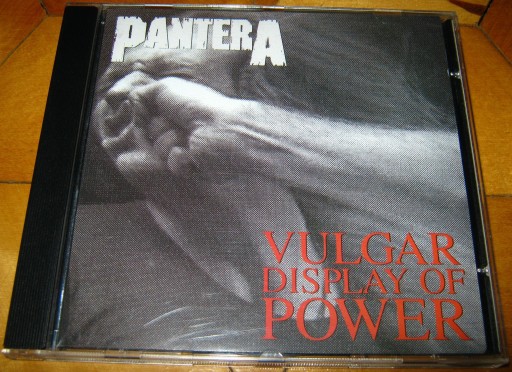 PANTERA
VULGAR
DISPLAY OF
POWER